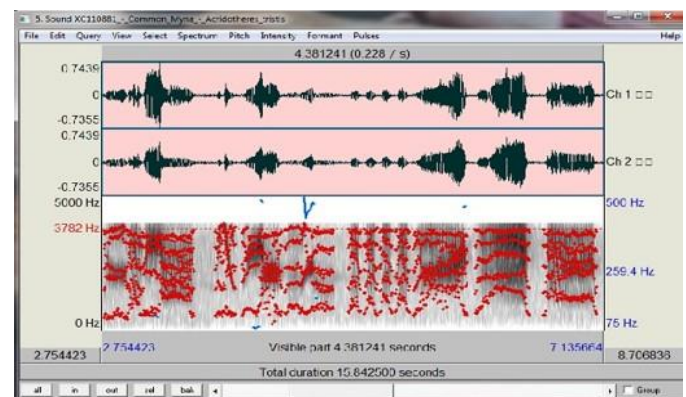 5. Sound XC110881_-_Common_Myna_-_Acridotheres_tristis
File Edit Query View Select Spectrum Pitch Intensity Formant Pulses Help
4.381241 (0.228 / s)
0.7439
0
-0.7355
Ch 1
0.7439
0
-0.7355
Ch 2
5000 Hz
500 Hz
3782 Hz
259.4 Hz
0 Hz
75 Hz
2.754423
2.754423
Visible part 4.381241 seconds
7.135664
8.706836
Total duration 15.842500 seconds
all in out sel bak
Group